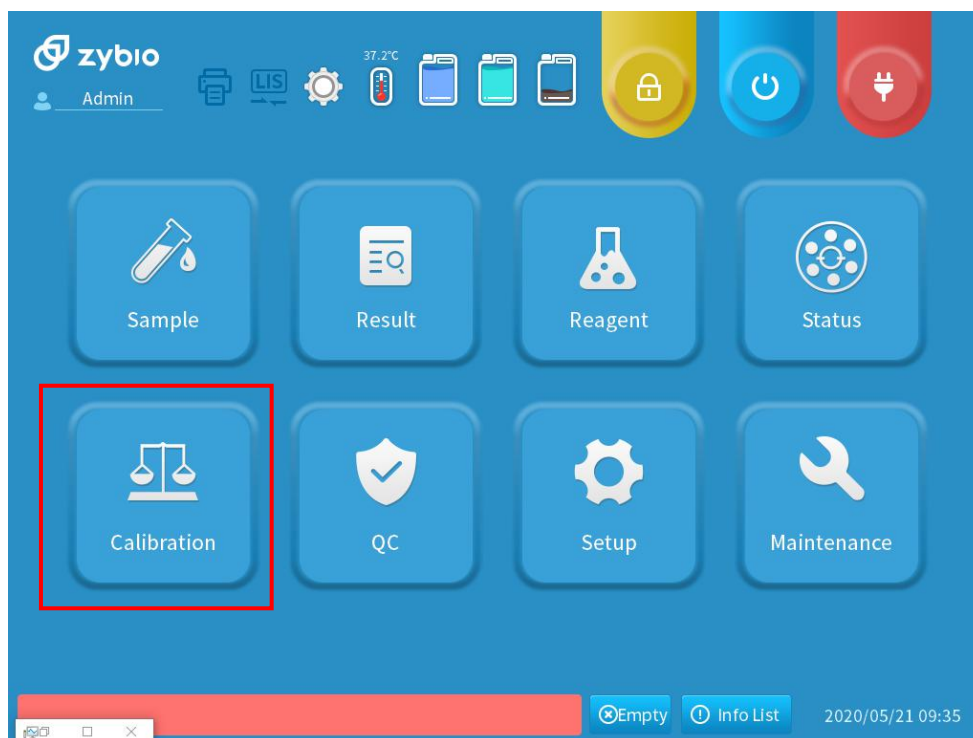 zybio
Admin
LIS
37.2°C
Sample
Result
Reagent
Status
Calibration
QC
Setup
Maintenance
Empty
Info List
2020/05/21 09:35